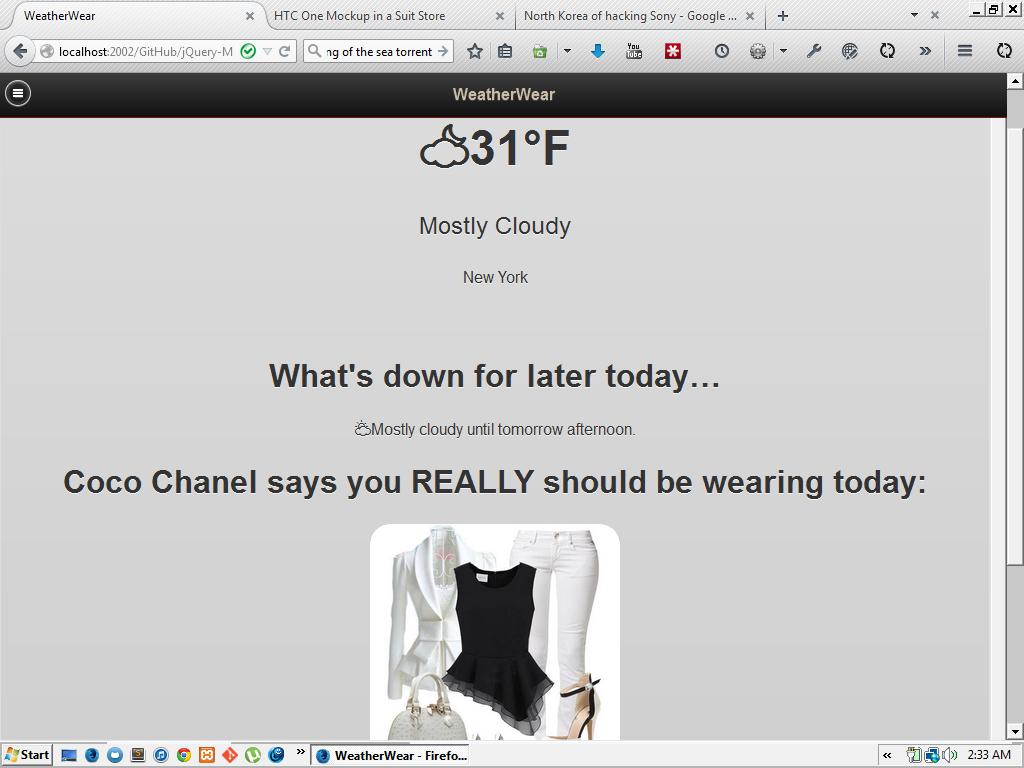 WeatherWear
HTC One Mockup in a Suit Store
North Korea of hacking Sony - Google ...
localhost:2002/GitHub/jQuery-M
ng of the sea torrent
You
Tube
WeatherWear
31°F
Mostly Cloudy
New York
What's down for later today…
Mostly cloudy until tomorrow afternoon.
Coco Chanel says you REALLY should be wearing today:
Start
WeatherWear - Firefo...
2:33 AM